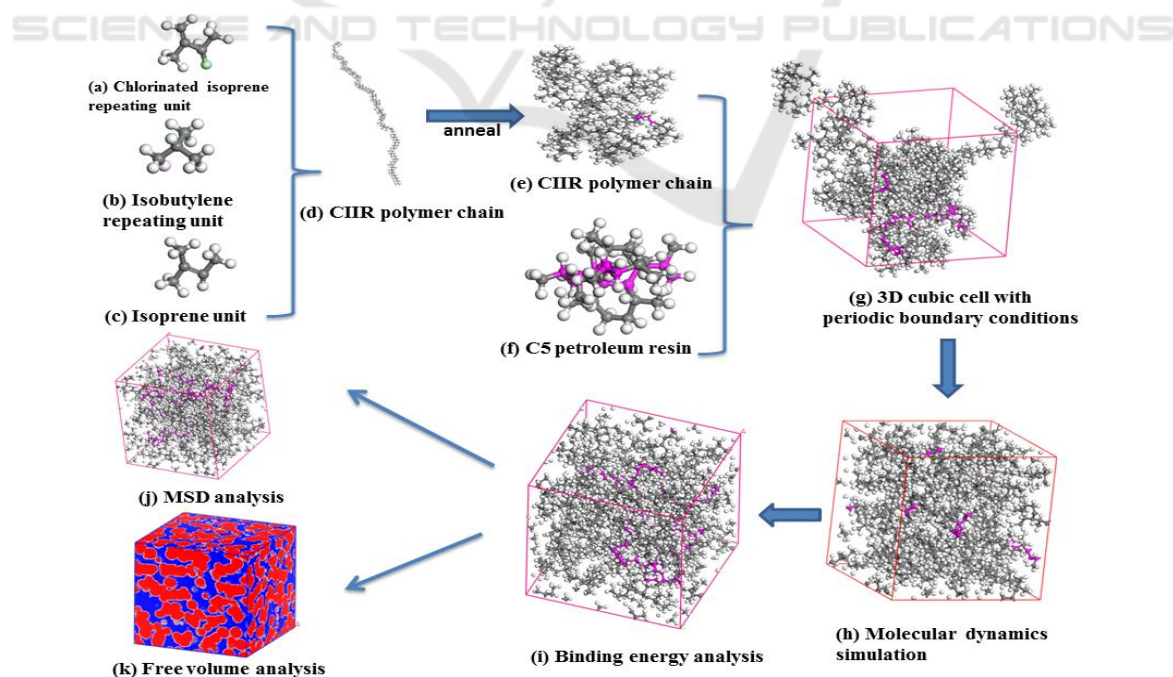 SCIENCE AND TECHNOLOGY PUBLICATIONS
(a) Chlorinated isoprene
repeating unit
(b) Isobutylene
repeating unit
(c) Isoprene unit
(d) CIIR polymer chain
anneal
(e) CIIR polymer chain
(f) C5 petroleum resin
(g) 3D cubic cell with
periodic boundary conditions
(h) Molecular dynamics
simulation
(i) Binding energy analysis
(j) MSD analysis
(k) Free volume analysis